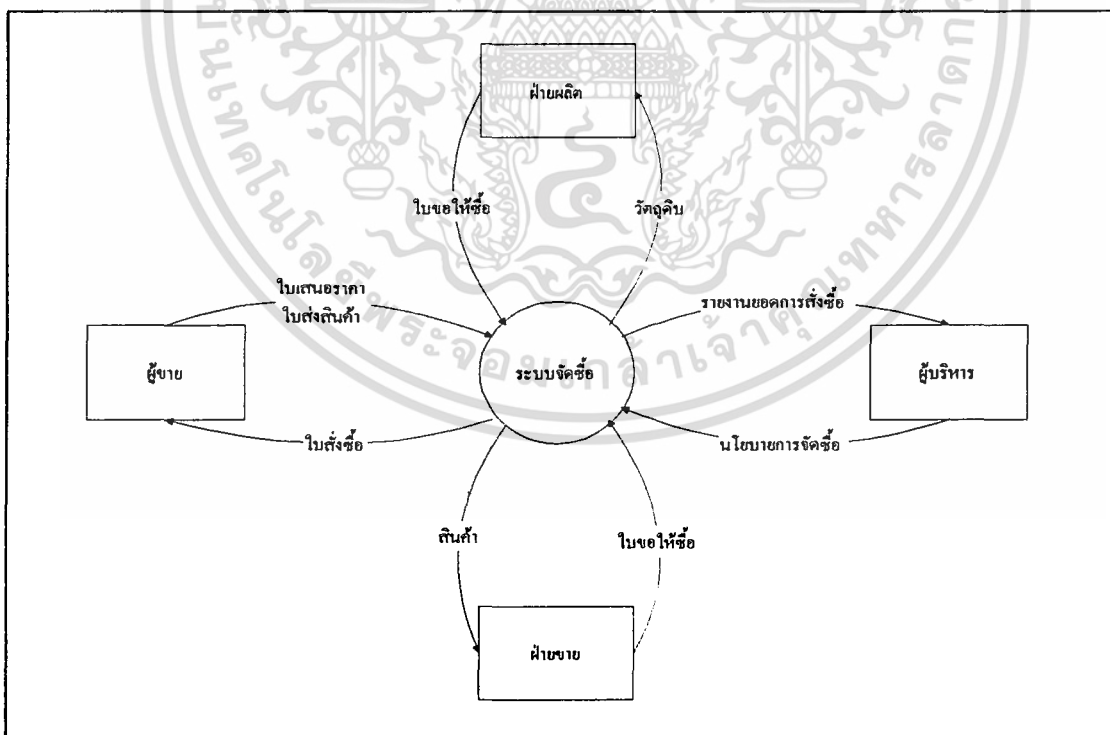 ฝ่ายผลิต
ใบขอให้ซื้อ
วัตถุดิบ
ใบเสนอราคา
ใบส่งสินค้า
รายงานยอดการสั่งซื้อ
ผู้ขาย
ระบบจัดซื้อ
ผู้บริหาร
ใบสั่งซื้อ
นโยบายการจัดซื้อ
สินค้า
ใบขอให้ซื้อ
ฝ่ายขาย